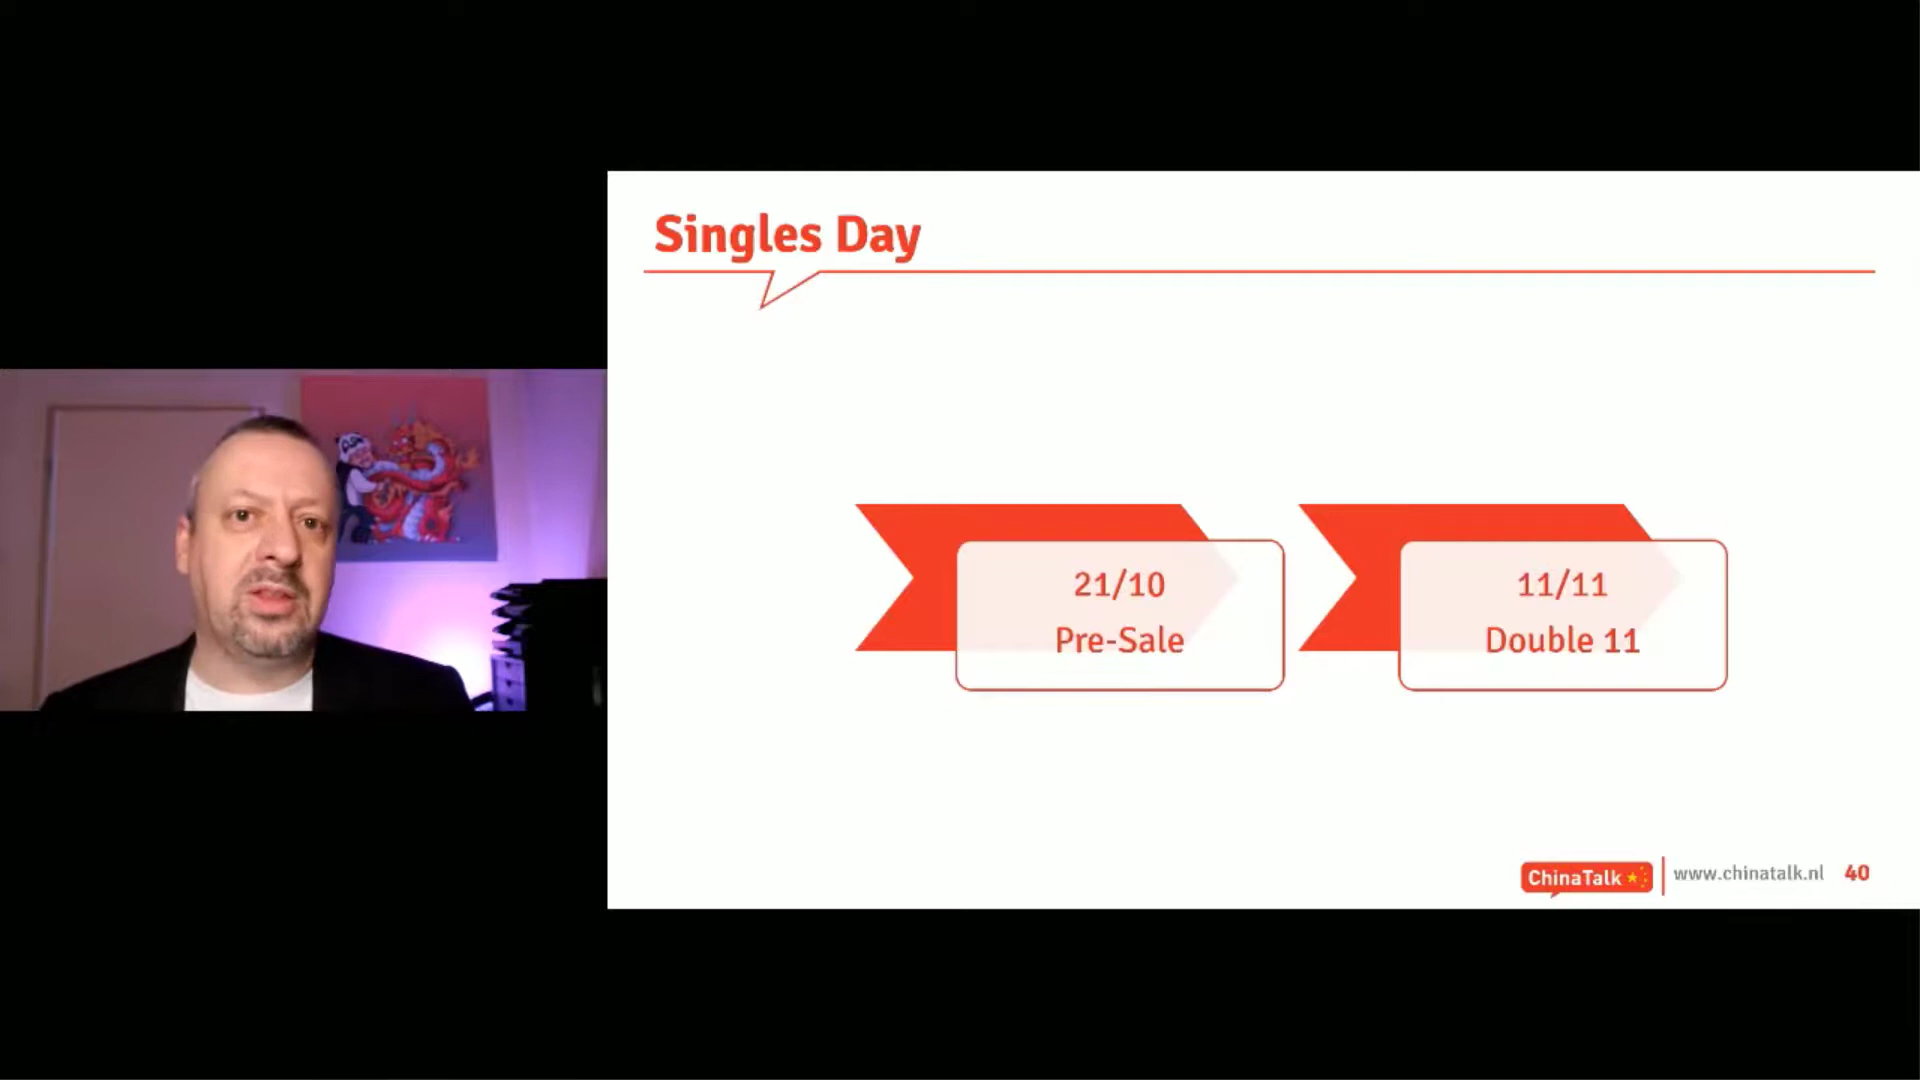 Singles Day
21/10
Pre-Sale
11/11
Double 11
ChinaTalk
www.chinatalk.nl
40